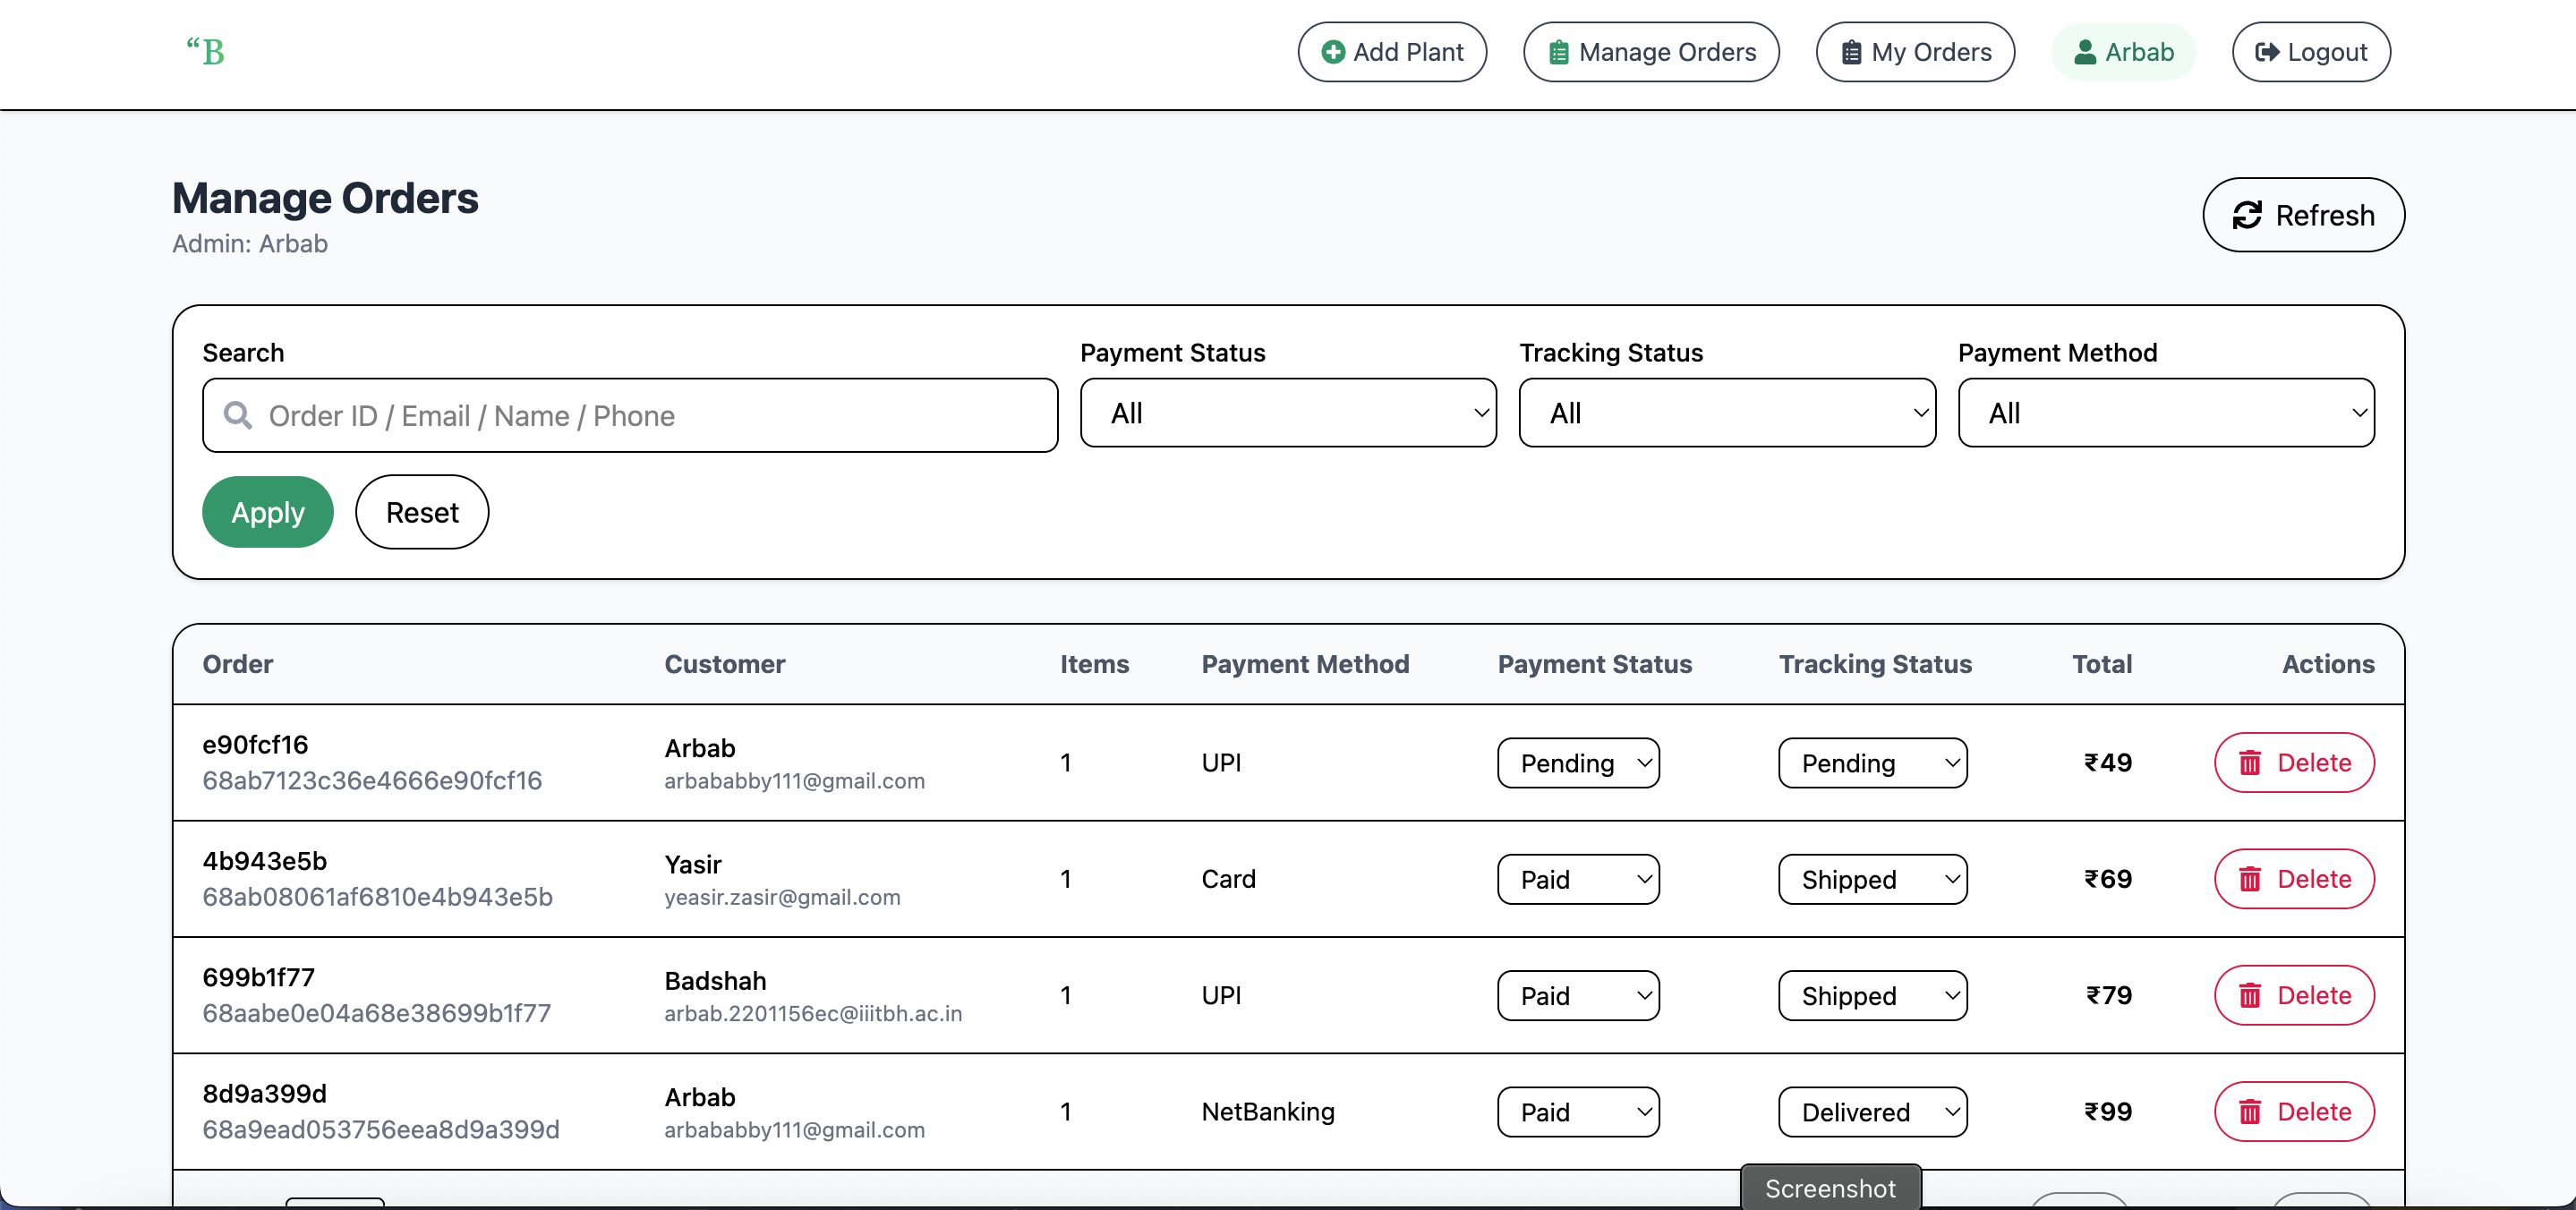 “B
Add Plant Manage Orders My Orders Arbab Logout
Manage Orders
Admin: Arbab
Refresh
Search Payment Status Tracking Status Payment Method
Order ID / Email / Name / Phone All All All
Apply Reset
Order Customer Items Payment Method Payment Status Tracking Status Total Actions
e90fcf16 Arbab 1 UPI Pending Pending ₹49 Delete
68ab7123c36e4666e90fcf16 arbababby111@gmail.com
4b943e5b Yasir 1 Card Paid Shipped ₹69 Delete
68ab08061af6810e4b943e5b yeasir.zasir@gmail.com
699b1f77 Badshah 1 UPI Paid Shipped ₹79 Delete
68aabe0e04a68e38699b1f77 arbab.2201156ec@iiitbh.ac.in
8d9a399d Arbab 1 NetBanking Paid Delivered ₹99 Delete
68a9ead053756eea8d9a399d arbababby111@gmail.com
Screenshot